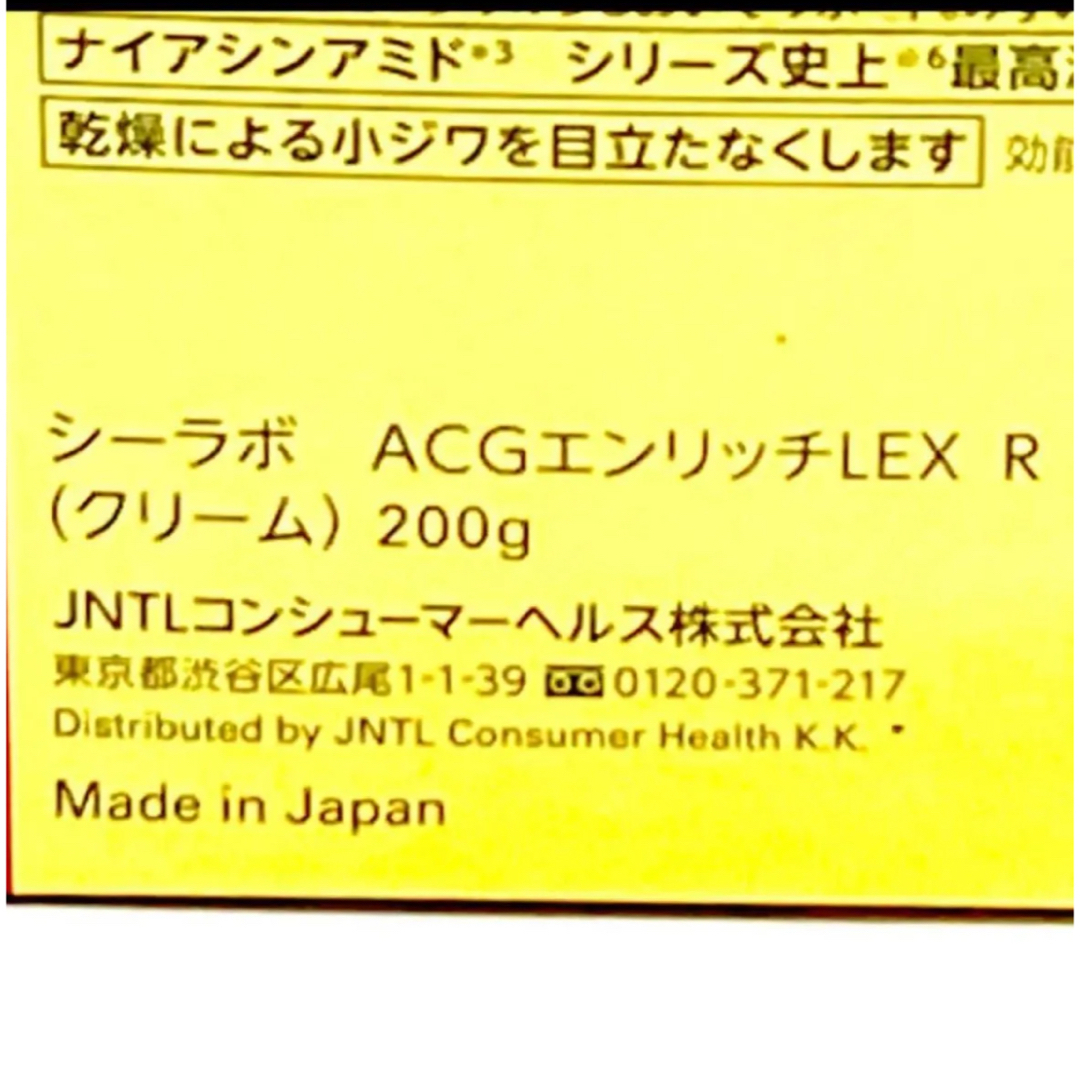 ナイアシンアミド※3 シリーズ史上※6最高
乾燥による小ジワを目立たなくします 効能
シーラボ ACGエンリッチLEX R
(クリーム) 200g
JNTLコンシューマーヘルス株式会社
東京都渋谷区広尾1-1-39 0120-371-217
Distributed by JNTL Consumer Health K.K.
Made in Japan